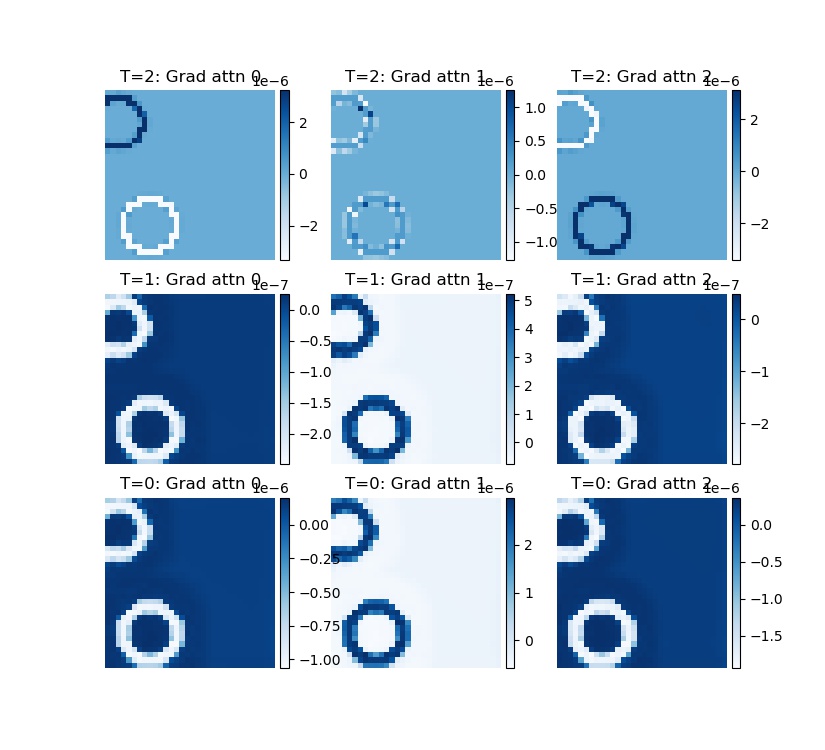 T=2: Grad attn 0
1e−6
T=2: Grad attn 1
1e−6
T=2: Grad attn 2
1e−6
2
0
−2
1.0
0.5
0.0
−0.5
−1.0
2
0
−2
T=1: Grad attn 0
1e−7
T=1: Grad attn 1
1e−7
T=1: Grad attn 2
1e−7
0.0
−0.5
−1.0
−1.5
−2.0
5
4
3
2
1
0
0
−1
−2
T=0: Grad attn 0
1e−6
T=0: Grad attn 1
1e−6
T=0: Grad attn 2
1e−6
0.00
−0.25
−0.50
−0.75
−1.00
2
1
0
0.0
−0.5
−1.0
−1.5